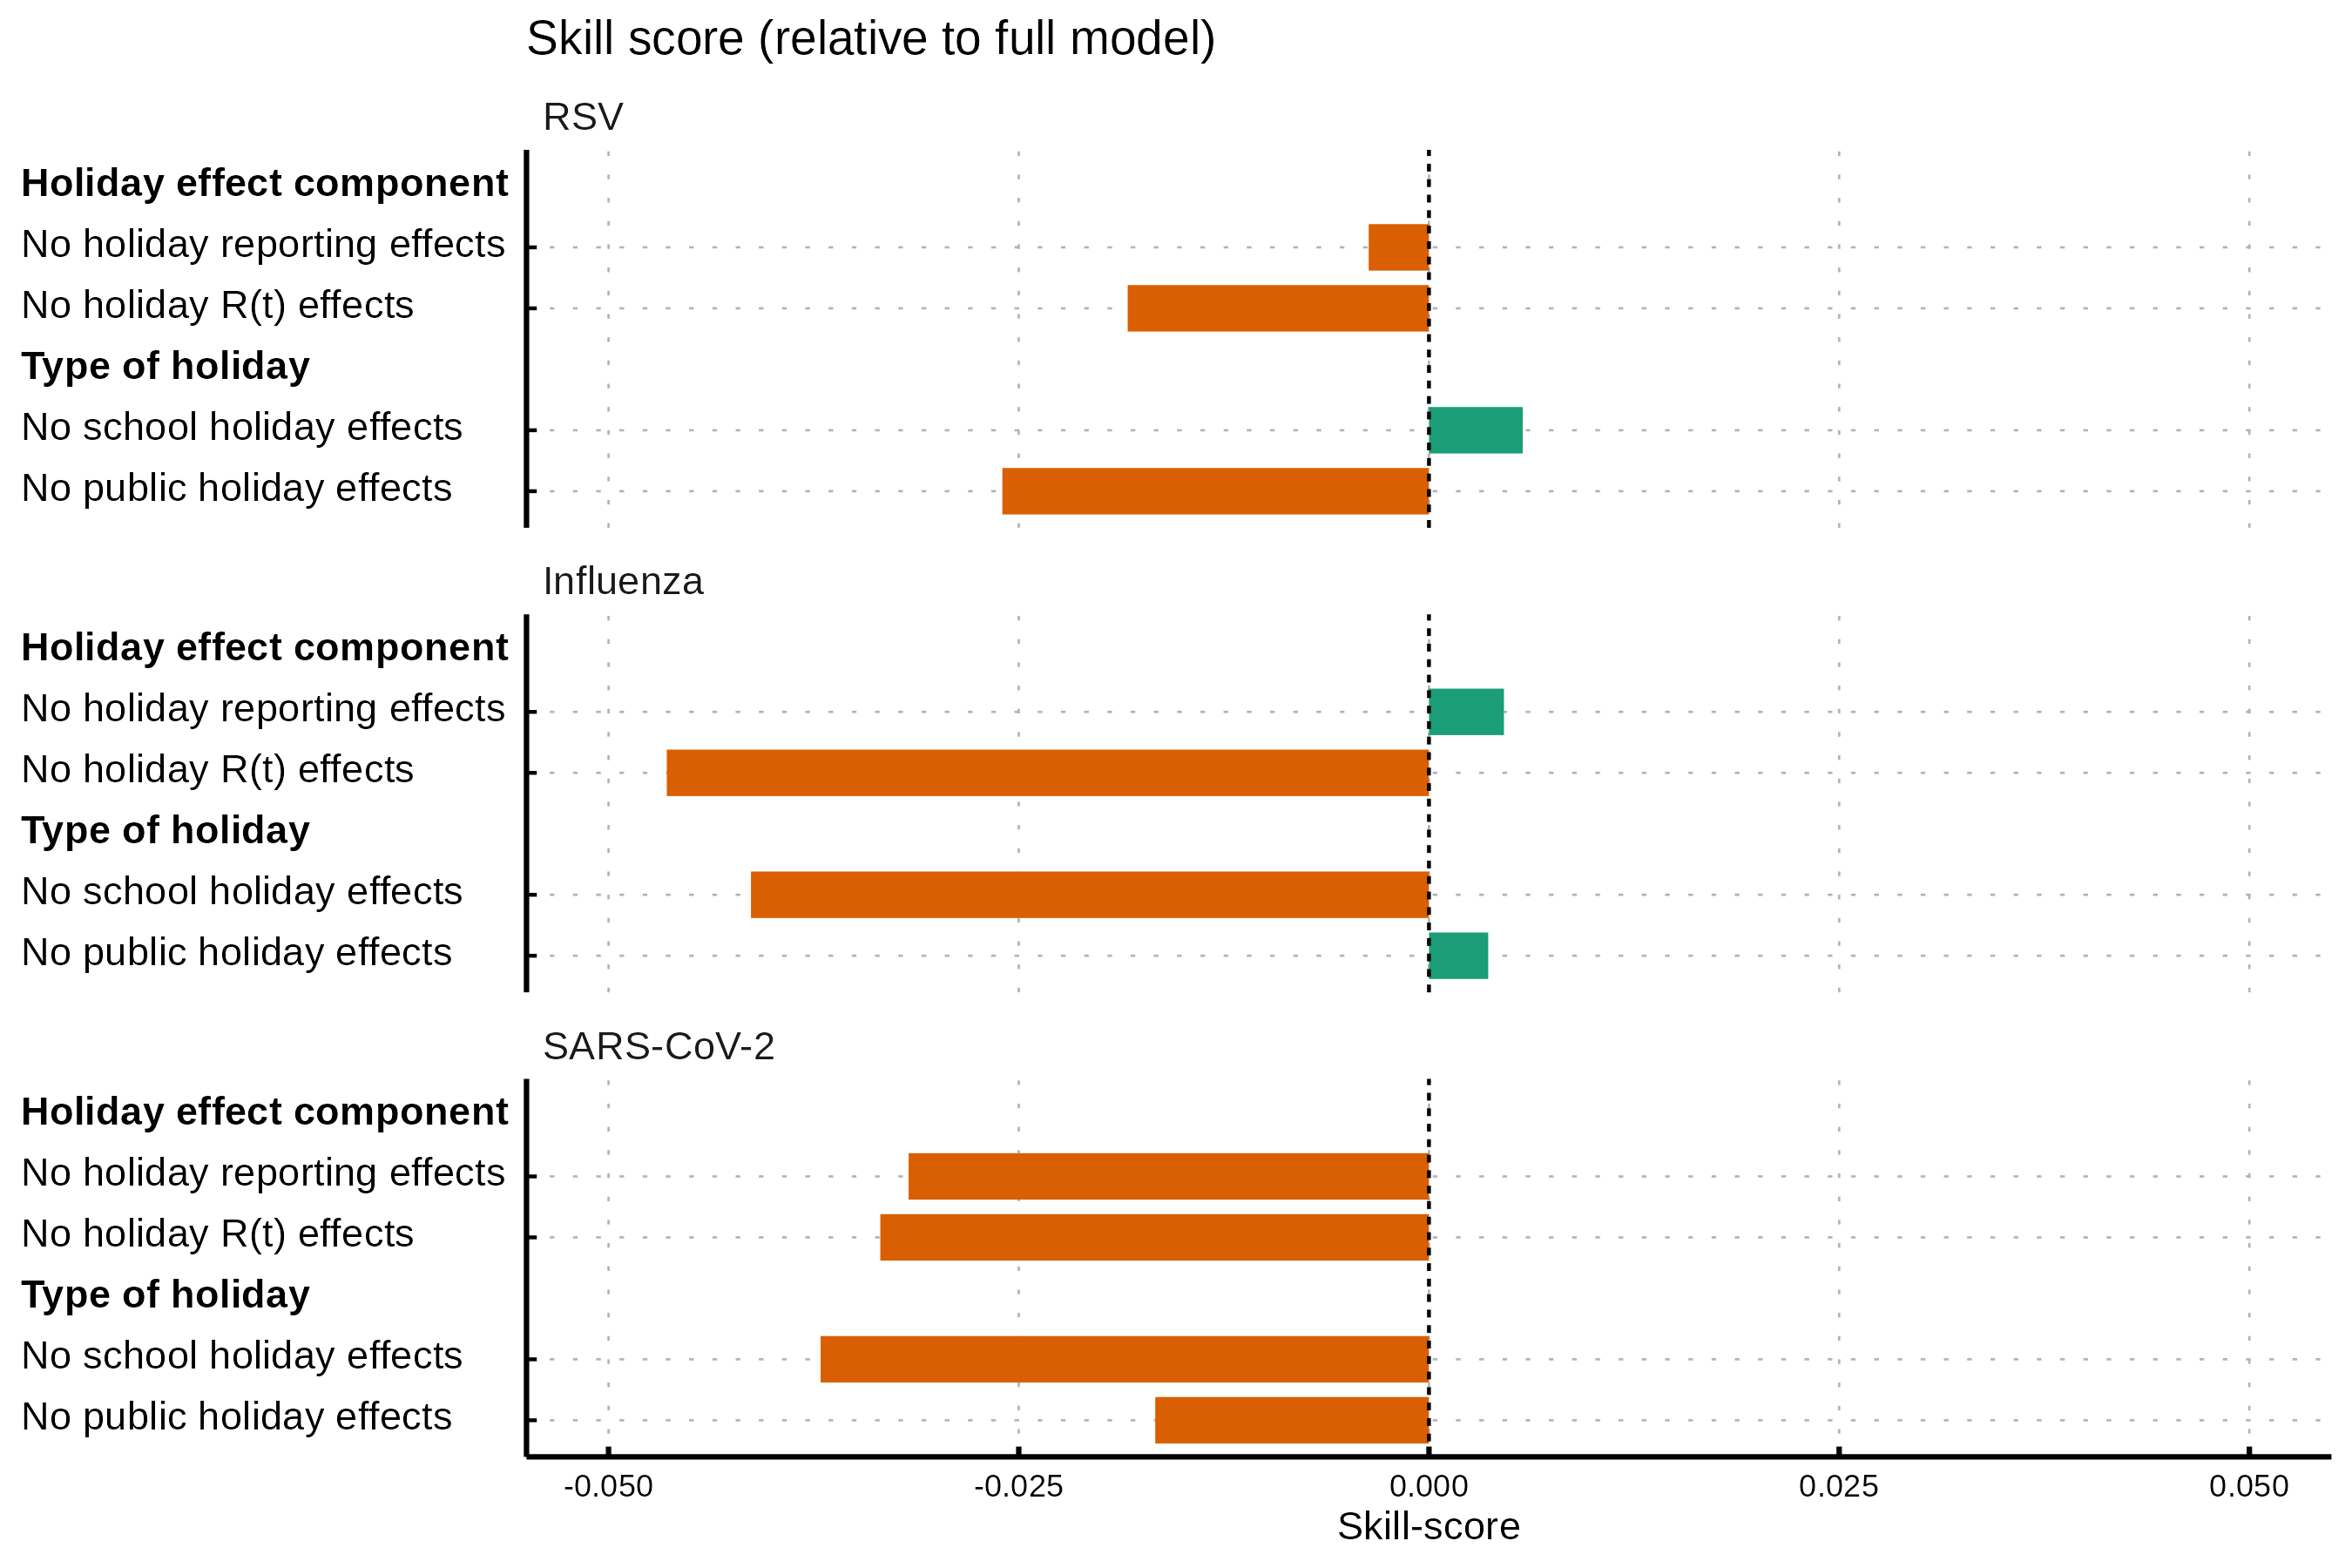 Skill score (relative to full model)
RSV
Holiday effect component
No holiday reporting effects
No holiday R(t) effects
Type of holiday
No school holiday effects
No public holiday effects
Influenza
Holiday effect component
No holiday reporting effects
No holiday R(t) effects
Type of holiday
No school holiday effects
No public holiday effects
SARS-CoV-2
Holiday effect component
No holiday reporting effects
No holiday R(t) effects
Type of holiday
No school holiday effects
No public holiday effects
-0.050 -0.025 0.000 0.025 0.050
Skill-score